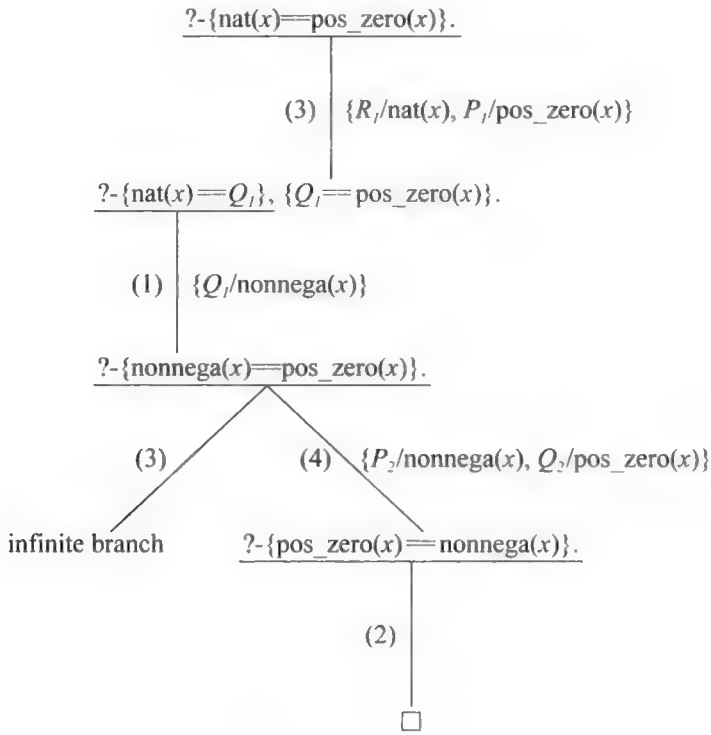 ?-{nat(x)==pos_zero(x)}.
(3) {R₁/nat(x), P₁/pos_zero(x)}
?-{nat(x)==Q₁}, {Q₁==pos_zero(x)}.
(1) {Q₁/nonnega(x)}
?-{nonnega(x)==pos_zero(x)}.
(3) (4) {P₂/nonnega(x), Q₂/pos_zero(x)}
infinite branch ?-{pos_zero(x)==nonnega(x)}.
(2)